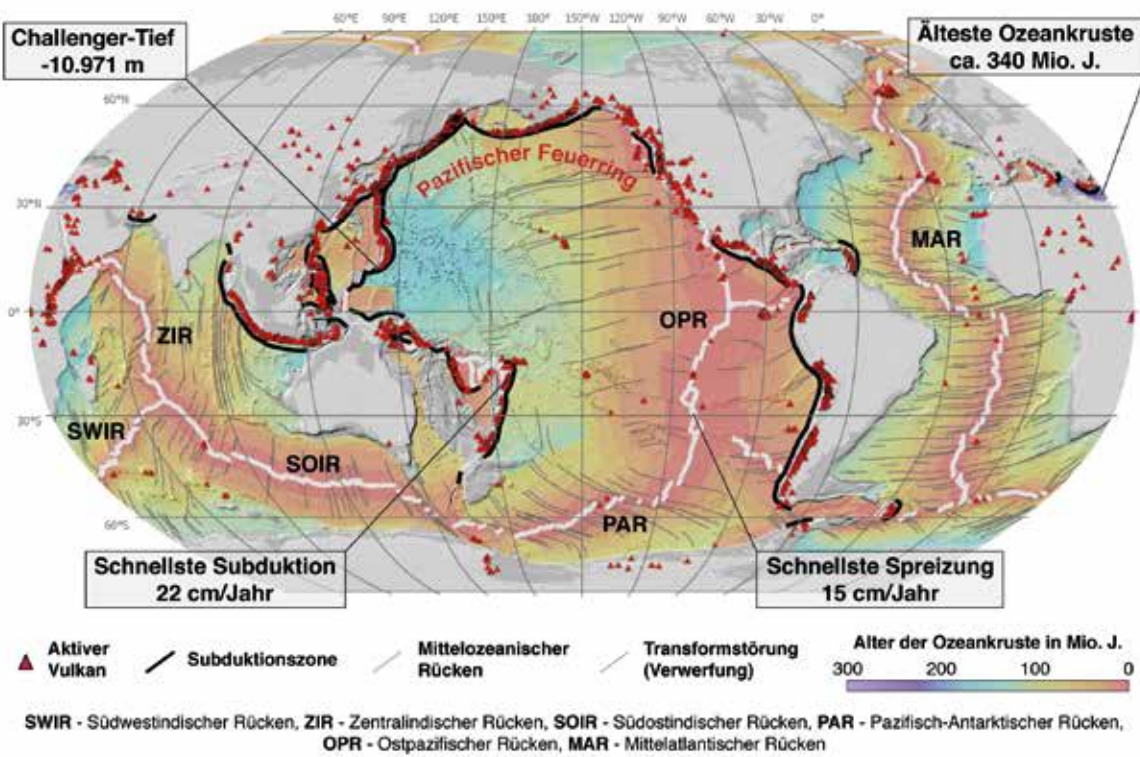 60°E 90°E 120°E 150°E 180° 150°W 120°W 90°W 60°W 30°W 0°
Challenger-Tief
-10.971 m
Älteste Ozeankruste
ca. 340 Mio. J.
60°N
Pazifischer Feuerring
30°N
MAR
0°
OPR
ZIR
30°S
SWIR
SOIR
PAR
60°S
Schnellste Subduktion
22 cm/Jahr
Schnellste Spreizung
15 cm/Jahr
Aktiver
Vulkan
Subduktionszone
Mittelozeanischer
Rücken
Transformstörung
(Verwerfung)
Alter der Ozeankruste in Mio. J.
300 200 100 0
SWIR - Südwestindischer Rücken, ZIR - Zentralindischer Rücken, SOIR - Südostindischer Rücken, PAR - Pazifisch-Antarktischer Rücken,
OPR - Ostpazifischer Rücken, MAR - Mittelatlantischer Rücken